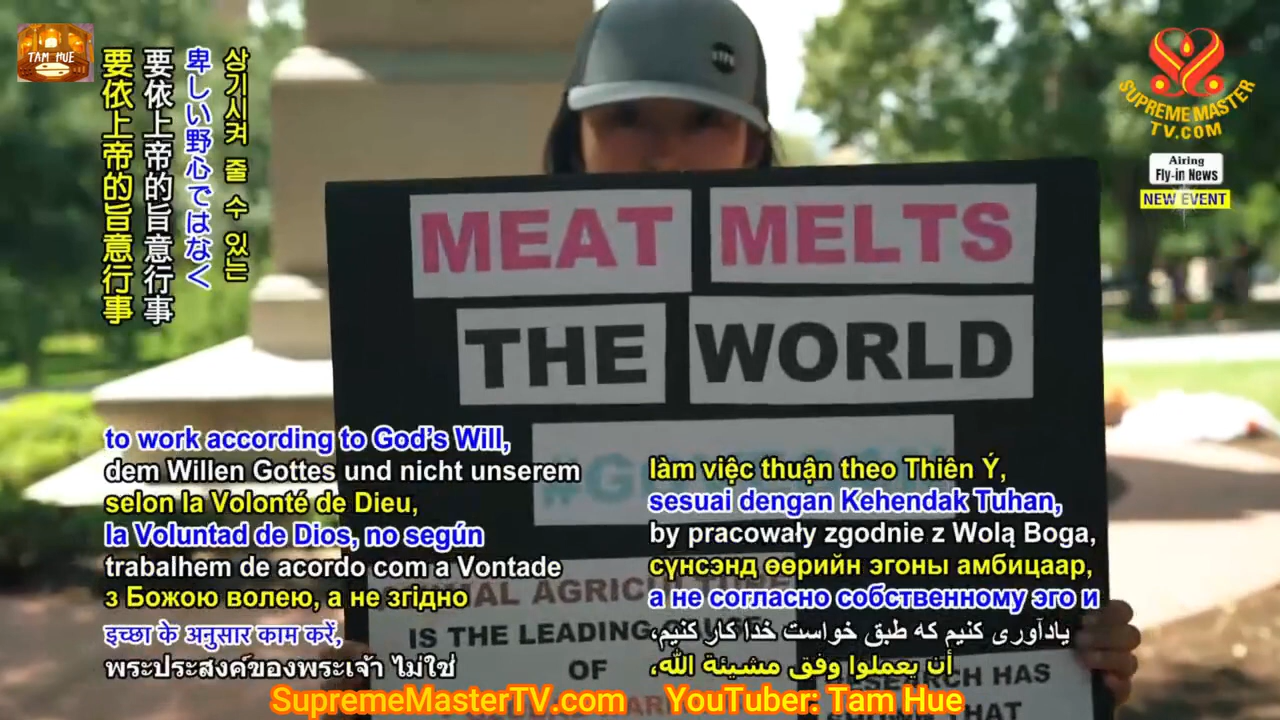 TAM HUE
要依上帝的旨意行事
要依上帝的旨意行事
卑しい野心ではなく
상기시켜 줄 수 있는
SUPREME MASTER
TV.COM
Airing
Fly-in News
NEW EVENT
MEAT MELTS
THE WORLD
to work according to God's Will,
dem Willen Gottes und nicht unserem
selon la Volonté de Dieu,
la Voluntad de Dios, no según
trabalhem de acordo com a Vontade
з Божою волею, а не згідно
इच्छा के अनुसार काम करें,
พระประสงค์ของพระเจ้า ไม่ใช่
làm việc thuận theo Thiên Ý,
sesuai dengan Kehendak Tuhan,
by pracowały zgodnie z Wolą Boga,
сүнсэнд өөрийн эгоны амбицаар,
а не согласно собственному эго и
یادآوری کنیم که طبق خواست خدا کار کنیم،
أن يعملوا وفق مشيئة الله،
AGRICULTURE
IS THE LEADING
OF
RESEARCH HAS
THAT
SupremeMasterTV.com YouTuber: Tam Hue